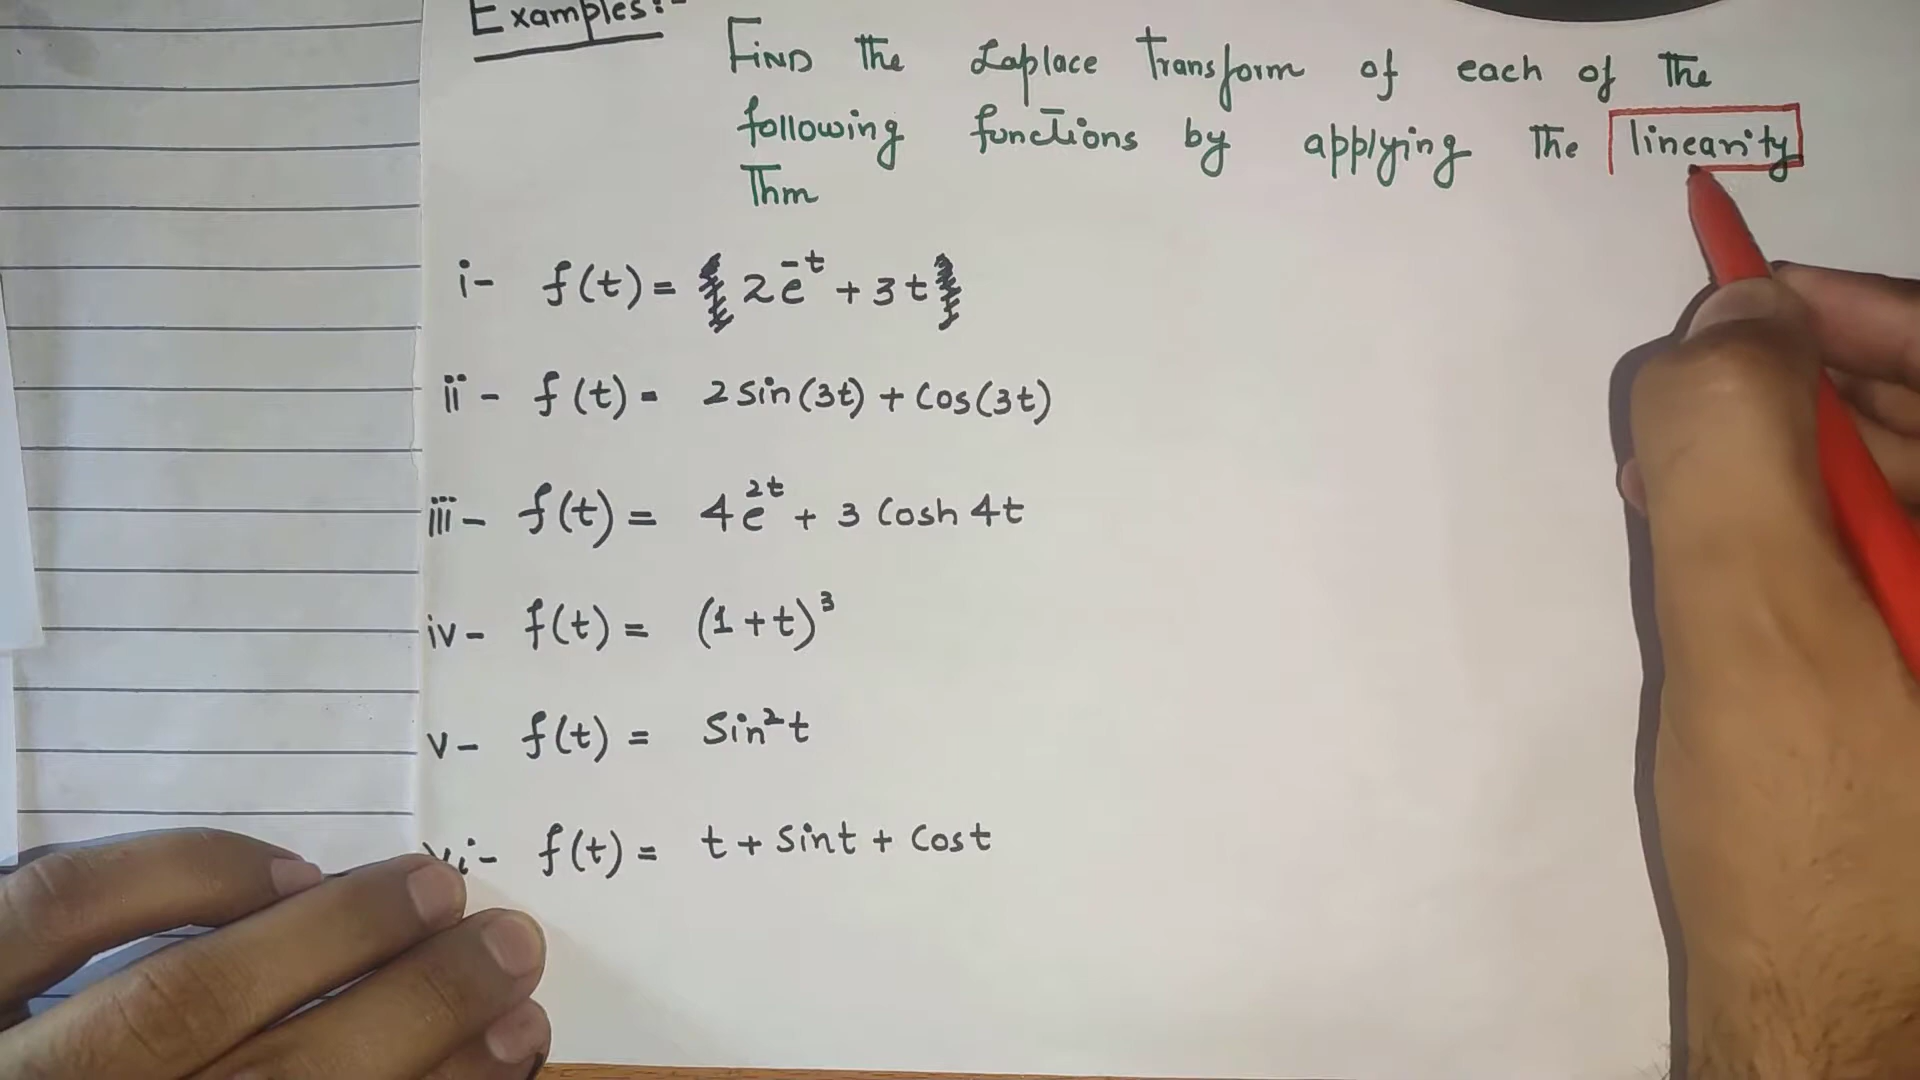 Examples:-
Find the Laplace Transform of each of the
following functions by applying the linearity
Thm
i- f(t) = { 2e^-t + 3t }
ii- f(t) = 2 sin(3t) + Cos(3t)
iii- f(t) = 4e^2t + 3 Cosh 4t
iv- f(t) = (1+t)³
v- f(t) = Sin²t
vi- f(t) = t + Sint + Cost